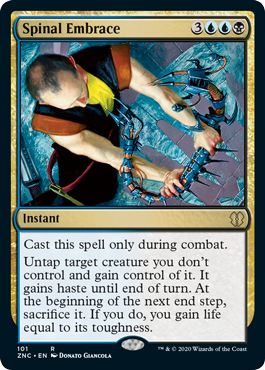 Spinal Embrace 3
Instant
Cast this spell only during combat.
Untap target creature you don't
control and gain control of it. It
gains haste until end of turn. At
the beginning of the next end step,
sacrifice it. If you do, you gain life
equal to its toughness.
101 R
ZNC • EN Donato Giancola ™ & © 2020 Wizards of the Coast